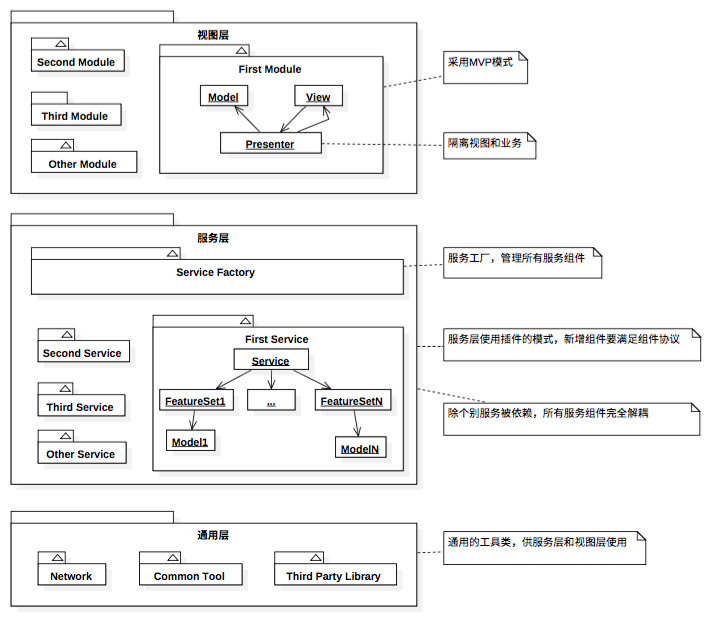 视图层
Second Module
First Module
采用MVP模式
Model
View
Third Module
Presenter
隔离视图和业务
Other Module
服务层
Service Factory
服务工厂，管理所有服务组件
First Service
Second Service
Service
服务层使用插件的模式，新增组件要满足组件协议
Third Service
FeatureSet1
...
FeatureSetN
除个别服务被依赖，所有服务组件完全解耦
Other Service
Model1
ModelN
通用层
通用的工具类，供服务层和视图层使用
Network
Common Tool
Third Party Library